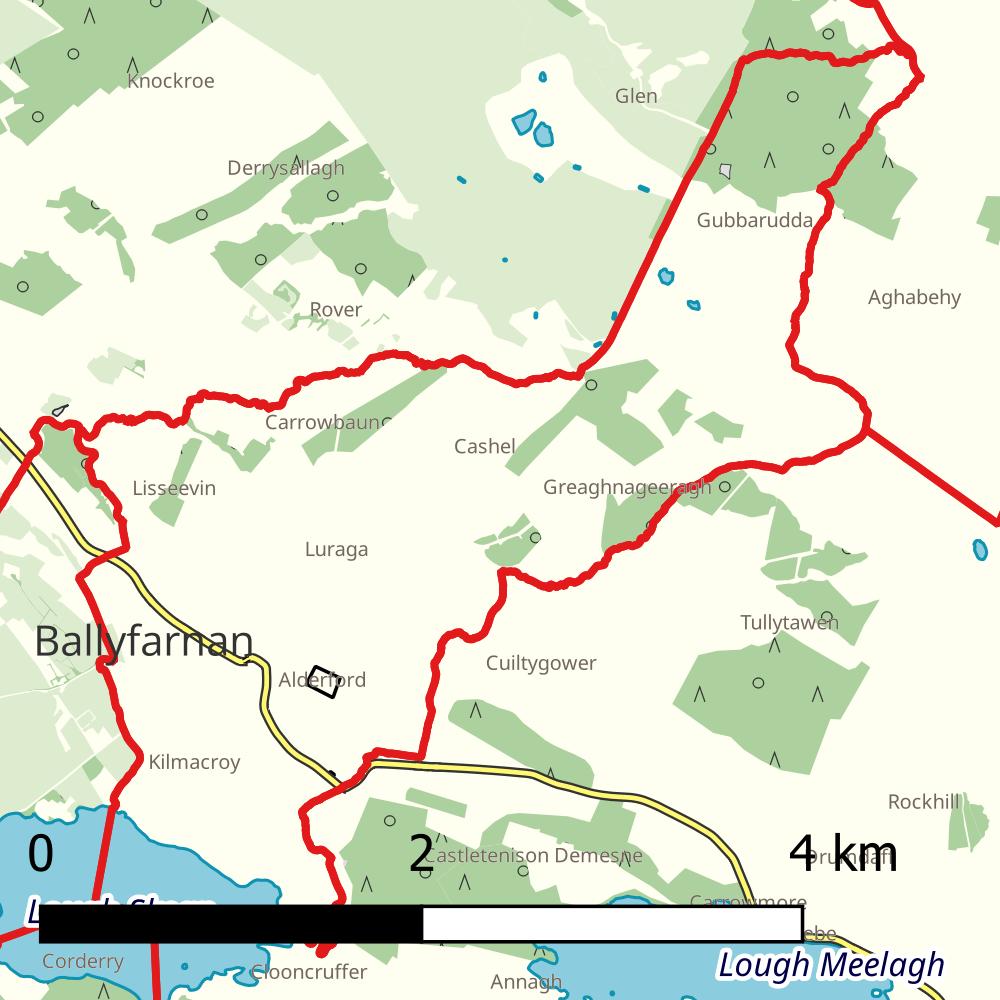 Knockroe
Glen
Derrysallagh
Gubbarudda
Aghabehy
Rover
Carrowbaun
Cashel
Lisseevin
Greaghnageeragh
Luraga
Tullytawen
Ballyfarnan
Cuiltygower
Alderford
Kilmacroy
Rockhill
0 2 4 km
Castletenison Demesne
Carrowmore
Corderry
Clooncruffer
Annagh
Lough Meelagh